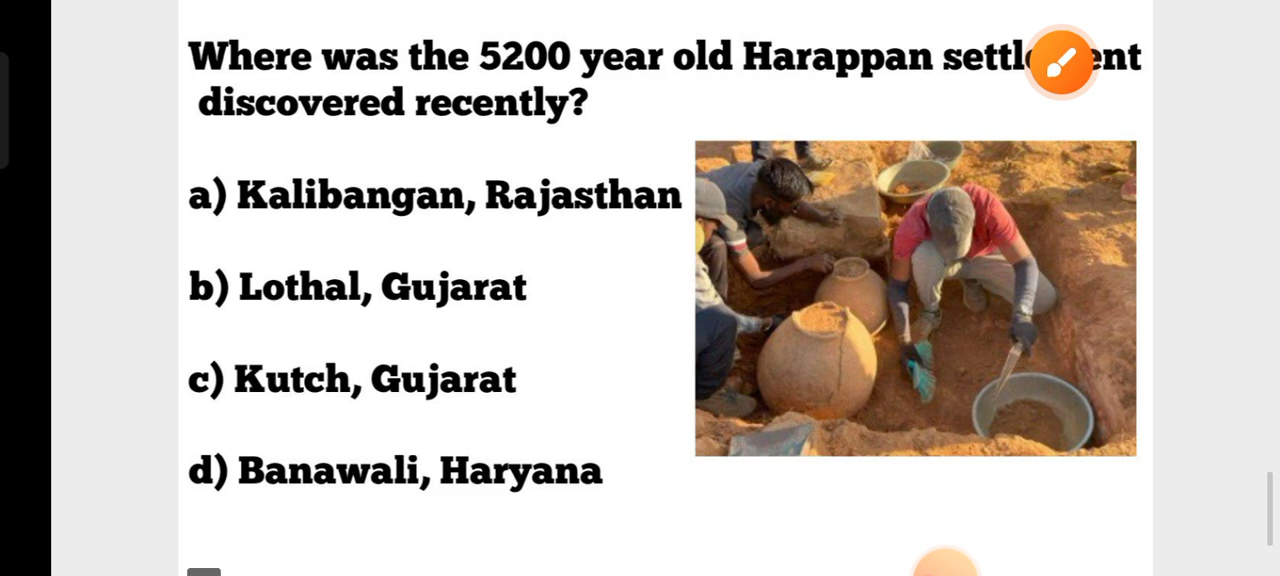 Where was the 5200 year old Harappan
discovered recently?
a) Kalibangan, Rajasthan
b) Lothal, Gujarat
c) Kutch, Gujarat
d) Banawali, Haryana